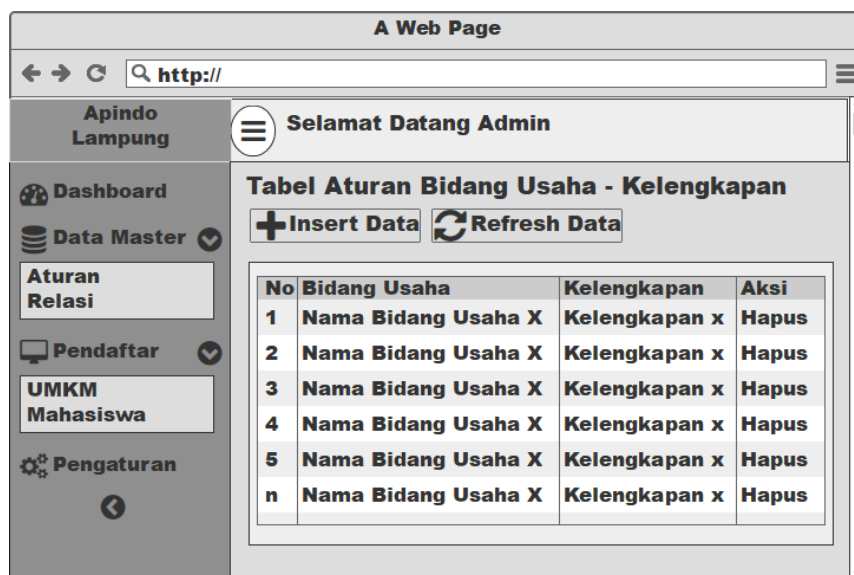 A Web Page
http://
Apindo
Lampung
Selamat Datang Admin
Dashboard
Data Master
Aturan
Relasi
Pendaftar
UMKM
Mahasiswa
Pengaturan
Tabel Aturan Bidang Usaha - Kelengkapan
Insert Data Refresh Data
No Bidang Usaha Kelengkapan Aksi
1 Nama Bidang Usaha X Kelengkapan x Hapus
2 Nama Bidang Usaha X Kelengkapan x Hapus
3 Nama Bidang Usaha X Kelengkapan x Hapus
4 Nama Bidang Usaha X Kelengkapan x Hapus
5 Nama Bidang Usaha X Kelengkapan x Hapus
n Nama Bidang Usaha X Kelengkapan x Hapus